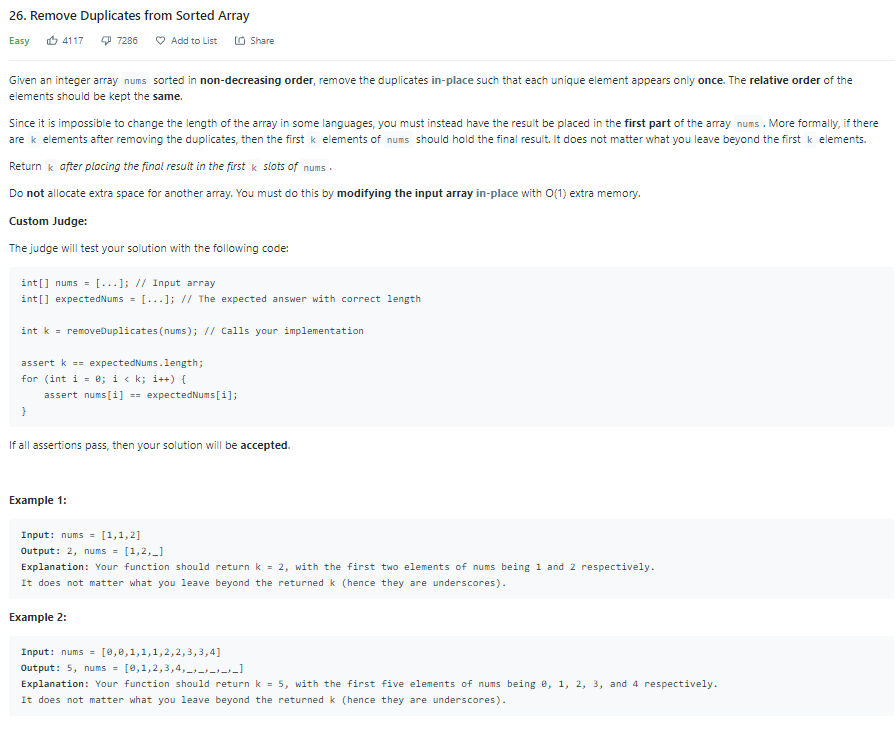 26. Remove Duplicates from Sorted Array
Easy 4117 7286 Add to List Share
Given an integer array nums sorted in non-decreasing order, remove the duplicates in-place such that each unique element appears only once. The relative order of the
elements should be kept the same.
Since it is impossible to change the length of the array in some languages, you must instead have the result be placed in the first part of the array nums . More formally, if there
are k elements after removing the duplicates, then the first k elements of nums should hold the final result. It does not matter what you leave beyond the first k elements.
Return k after placing the final result in the first k slots of nums .
Do not allocate extra space for another array. You must do this by modifying the input array in-place with O(1) extra memory.
Custom Judge:
The judge will test your solution with the following code:
int[] nums = [...]; // Input array
int[] expectedNums = [...]; // The expected answer with correct length
int k = removeDuplicates(nums); // Calls your implementation
assert k == expectedNums.length;
for (int i = 0; i < k; i++) {
    assert nums[i] == expectedNums[i];
}
If all assertions pass, then your solution will be accepted.
Example 1:
Input: nums = [1,1,2]
Output: 2, nums = [1,2,_]
Explanation: Your function should return k = 2, with the first two elements of nums being 1 and 2 respectively.
It does not matter what you leave beyond the returned k (hence they are underscores).
Example 2:
Input: nums = [0,0,1,1,1,2,2,3,3,4]
Output: 5, nums = [0,1,2,3,4,_,_,_,_,_]
Explanation: Your function should return k = 5, with the first five elements of nums being 0, 1, 2, 3, and 4 respectively.
It does not matter what you leave beyond the returned k (hence they are underscores).